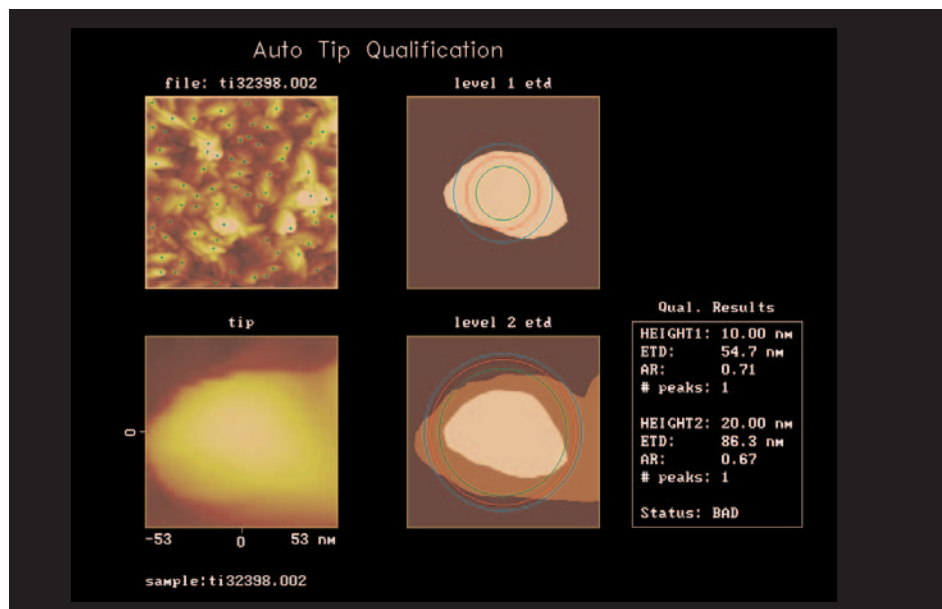 Auto Tip Qualification
file: ti32398.002
level 1 etd
tip
level 2 etd
0
-53 0 53 nm
sample:ti32398.002
Qual. Results
HEIGHT1: 10.00 nm
ETD: 54.7 nm
AR: 0.71
# peaks: 1
HEIGHT2: 20.00 nm
ETD: 86.3 nm
AR: 0.67
# peaks: 1
Status: BAD